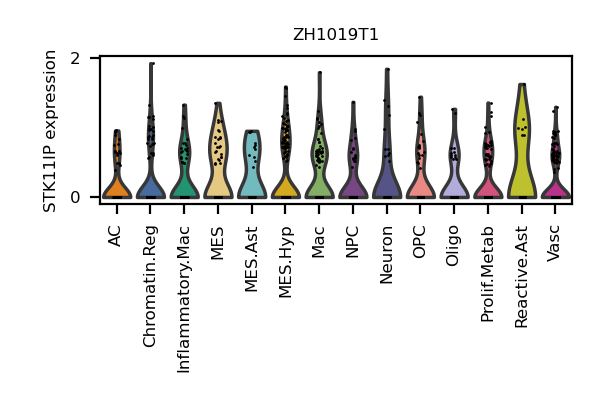 ZH1019T1
STK11IP expression
2
0
AC
Chromatin.Reg
Inflammatory.Mac
MES
MES.Ast
MES.Hyp
Mac
NPC
Neuron
OPC
Oligo
Prolif.Metab
Reactive.Ast
Vasc